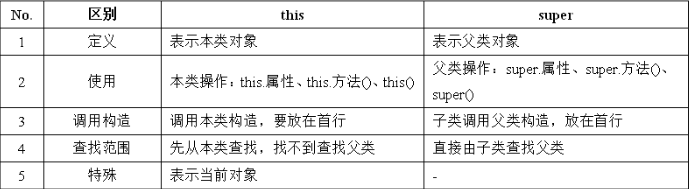 No. 区别 this super
1 定义 表示本类对象 表示父类对象
2 使用 本类操作：this.属性、this.方法()、this() 父类操作：super.属性、super.方法()、
super()
3 调用构造 调用本类构造，要放在首行 子类调用父类构造，放在首行
4 查找范围 先从本类查找，找不到查找父类 直接由子类查找父类
5 特殊 表示当前对象 -